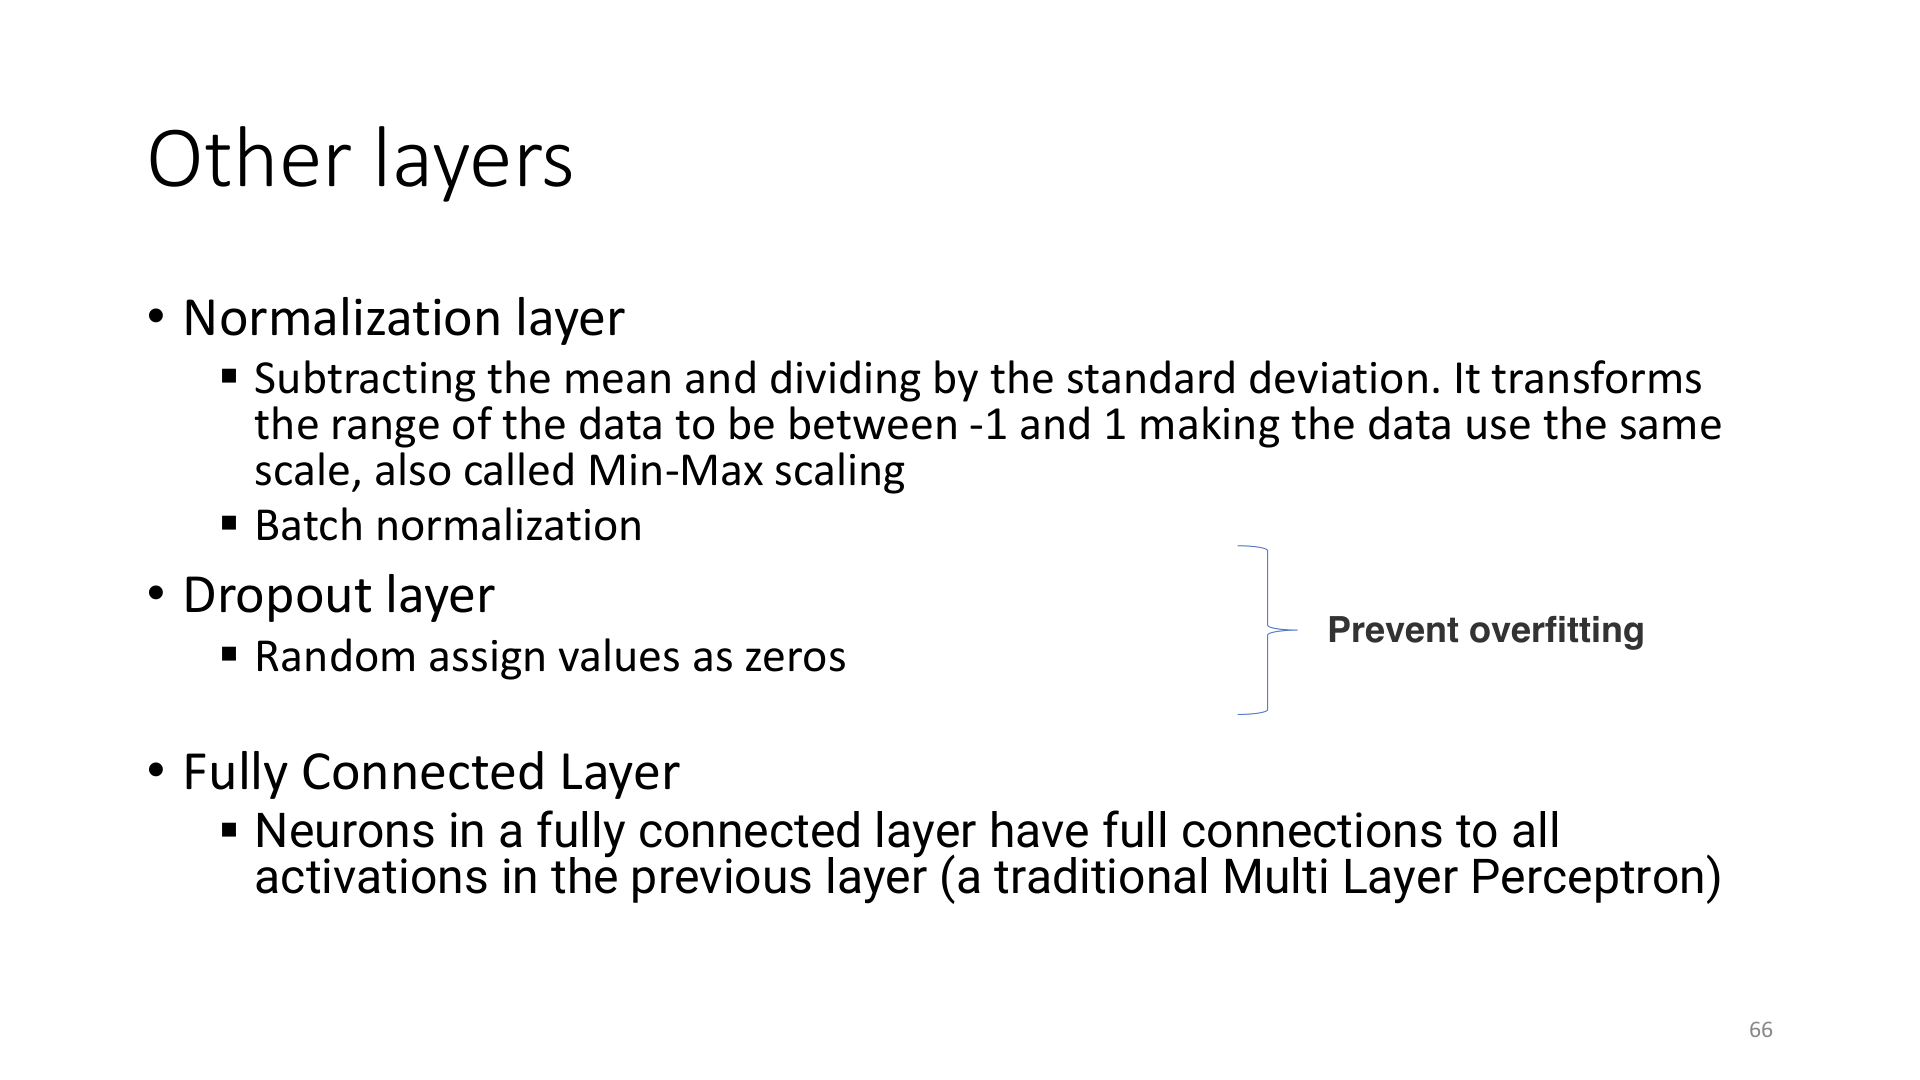 Other layers
• Normalization layer
▪ Subtracting the mean and dividing by the standard deviation. It transforms
the range of the data to be between -1 and 1 making the data use the same
scale, also called Min-Max scaling
▪ Batch normalization
• Dropout layer
▪ Random assign values as zeros
Prevent overfitting
• Fully Connected Layer
▪ Neurons in a fully connected layer have full connections to all
activations in the previous layer (a traditional Multi Layer Perceptron)
66